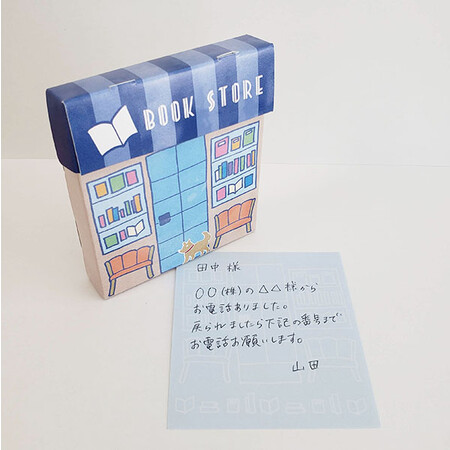 BOOK STORE
田中 様
〇〇(株)の△△様から
お電話ありました。
戻られましたら下記の番号まで
お電話お願いします。
山田